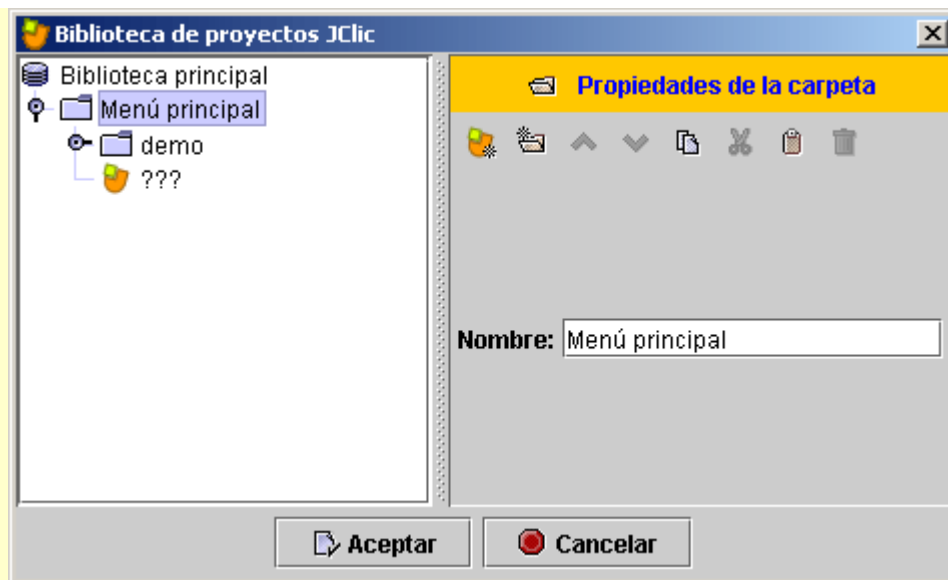 Biblioteca de proyectos JClic
Biblioteca principal
Menú principal
demo
???
Propiedades de la carpeta
Nombre: Menú principal
Aceptar
Cancelar